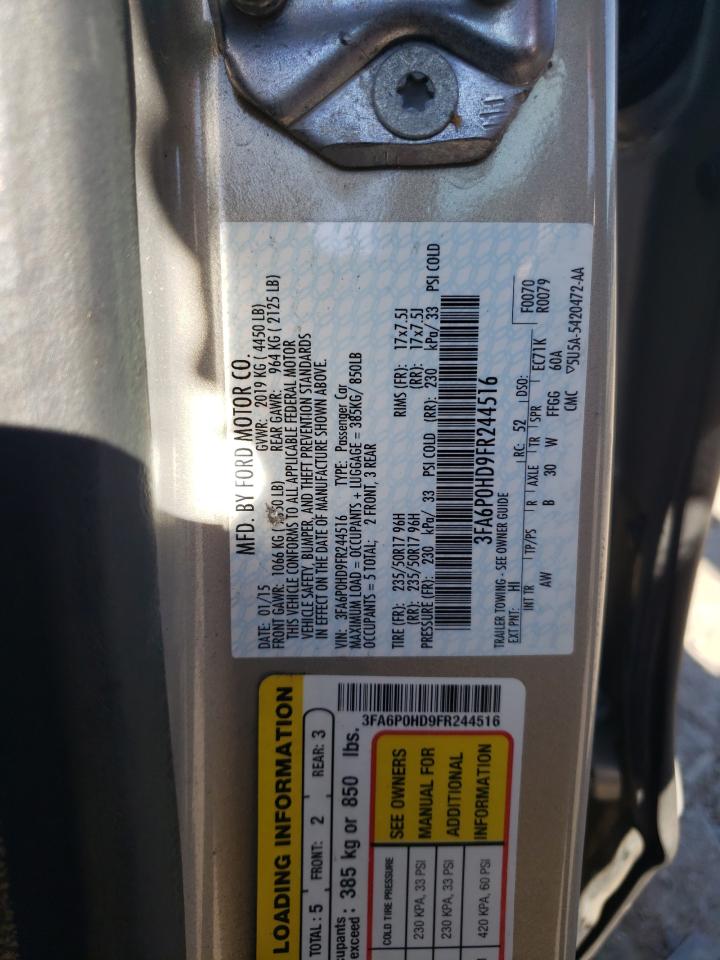 MFD. BY FORD MOTOR CO.
DATE: 01/15 GVWR: 2019 KG ( 4450 LB)
FRONT GAWR: 1066 KG ( LB) REAR GAWR: 964 KG ( 2125 LB)
THIS VEHICLE CONFORMS TO ALL APPLICABLE FEDERAL MOTOR
VEHICLE SAFETY, BUMPER, AND THEFT PREVENTION STANDARDS
IN EFFECT ON THE DATE OF MANUFACTURE SHOWN ABOVE.
VIN: 3FA6P0HD9FR244516 TYPE: Passenger Car
MAXIMUM LOAD = OCCUPANTS + LUGGAGE = 385KG/ 850LB
OCCUPANTS = 5 TOTAL; 2 FRONT, 3 REAR
TIRE (FR): 235/50R17 96H RIMS (FR): 17x7.5J
(RR): 235/50R17 96H (RR): 17x7.5J
PRESSURE (FR): 230 kPa/ 33 PSI COLD (RR): 230 kPa/ 33 PSI COLD
3FA6P0HD9FR244516
TRAILER TOWING - SEE OWNER GUIDE
F0070
R0079
EXT PNT: HI RC: 52 DSO: EC71K
INT TR TP/PS R AXLE TR SPR 60A
AW B 30 W FFGG
CMC ▽5U5A-5420472-AA
LOADING INFORMATION
3FA6P0HD9FR244516
TOTAL : 5 FRONT: 2 REAR: 3
cupants
exceed : 385 kg or 850 lbs.
COLD TIRE PRESSURE
230 KPA, 33 PSI
230 KPA, 33 PSI
420 KPA, 60 PSI
SEE OWNERS
MANUAL FOR
ADDITIONAL
INFORMATION